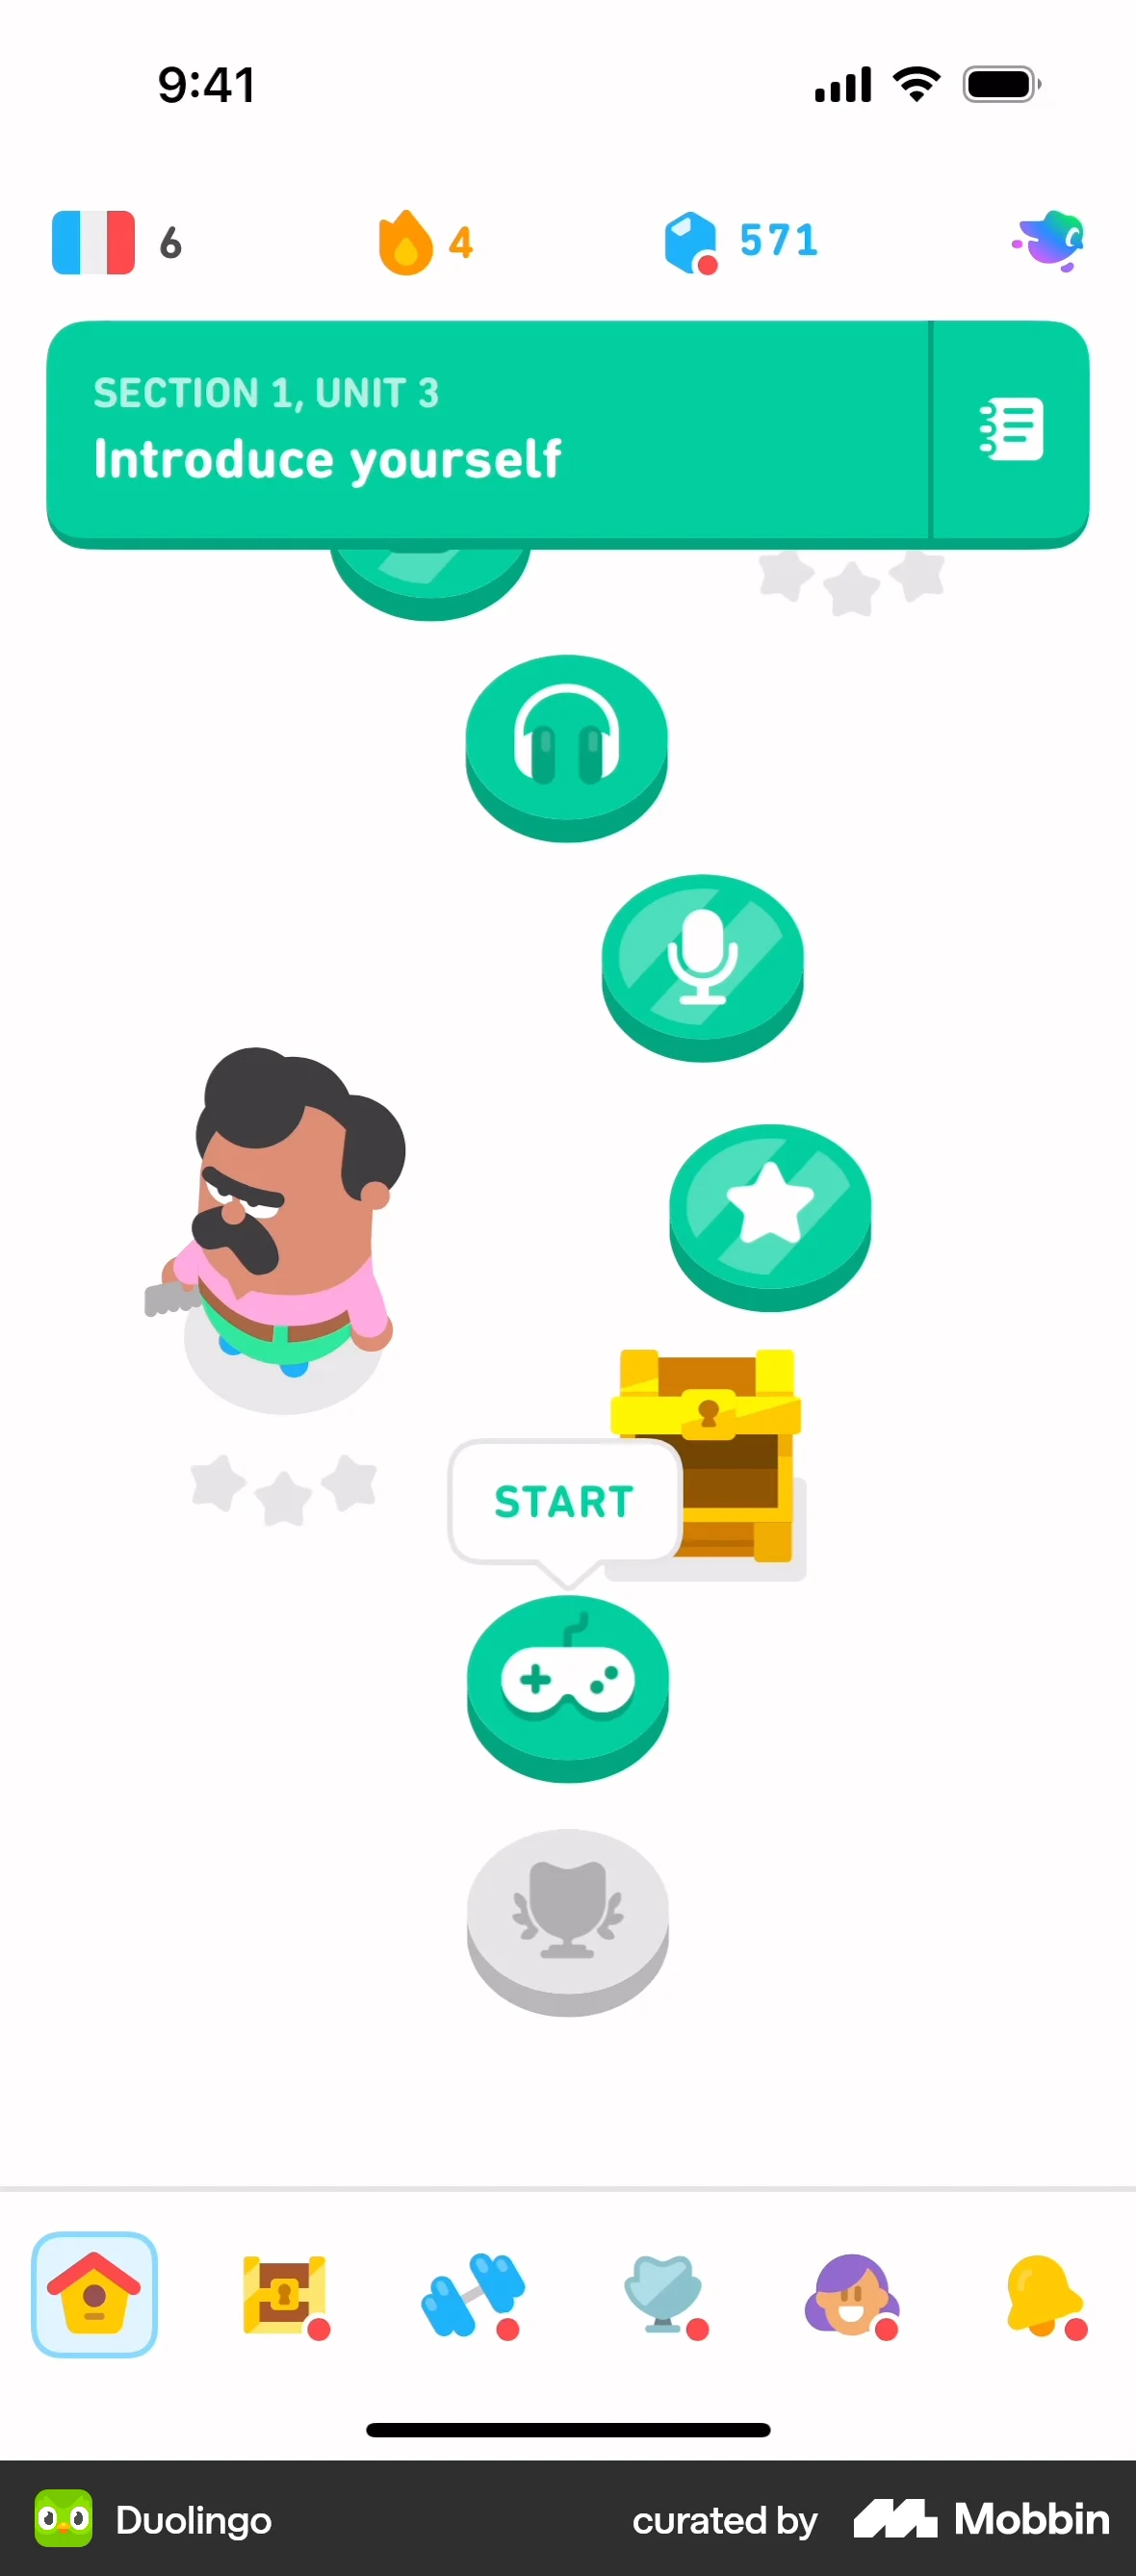 9:41
6
4
571
SECTION 1, UNIT 3
Introduce yourself
START
Duolingo
curated by Mobbin